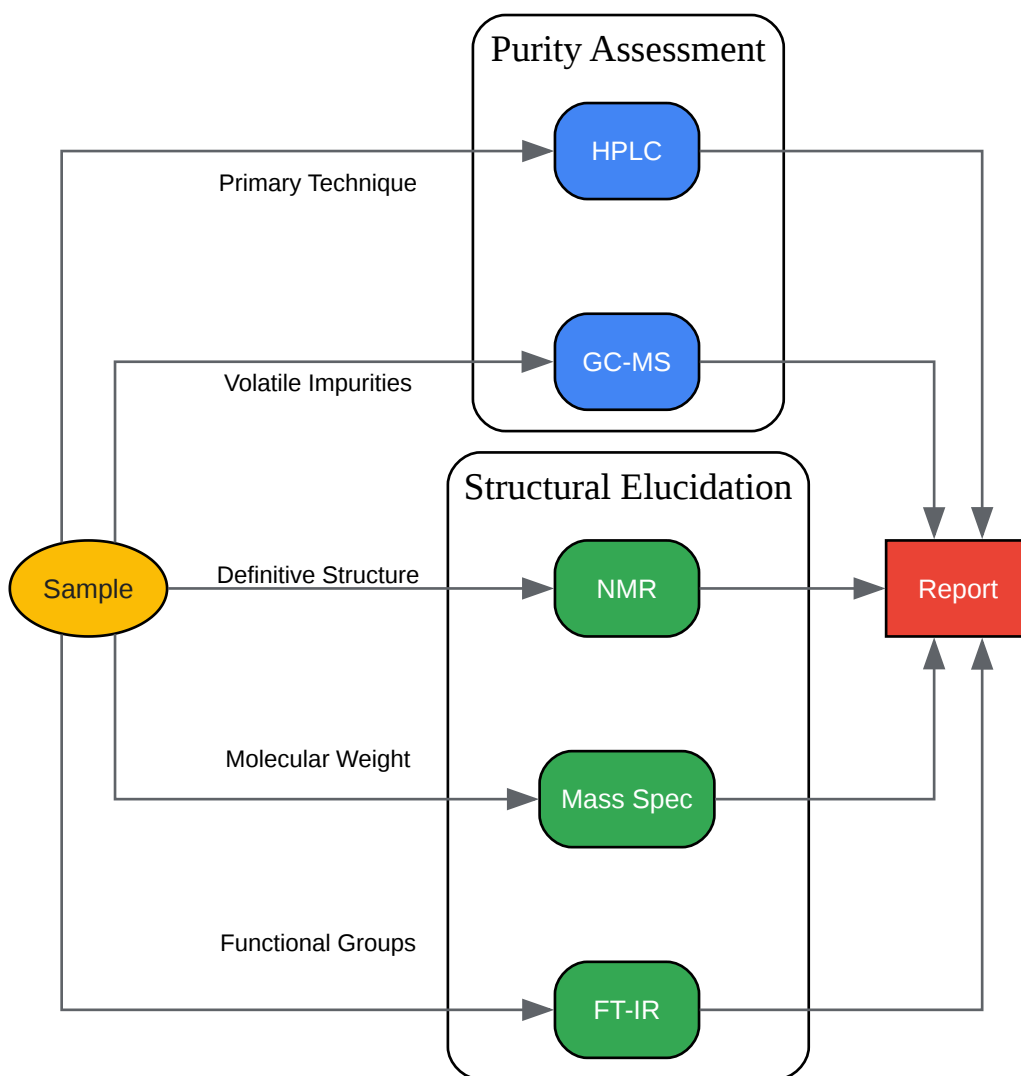 Purity Assessment
HPLC
Primary Technique
GC-MS
Volatile Impurities
Structural Elucidation
Sample
Definitive Structure
NMR
Report
Molecular Weight
Mass Spec
Functional Groups
FT-IR